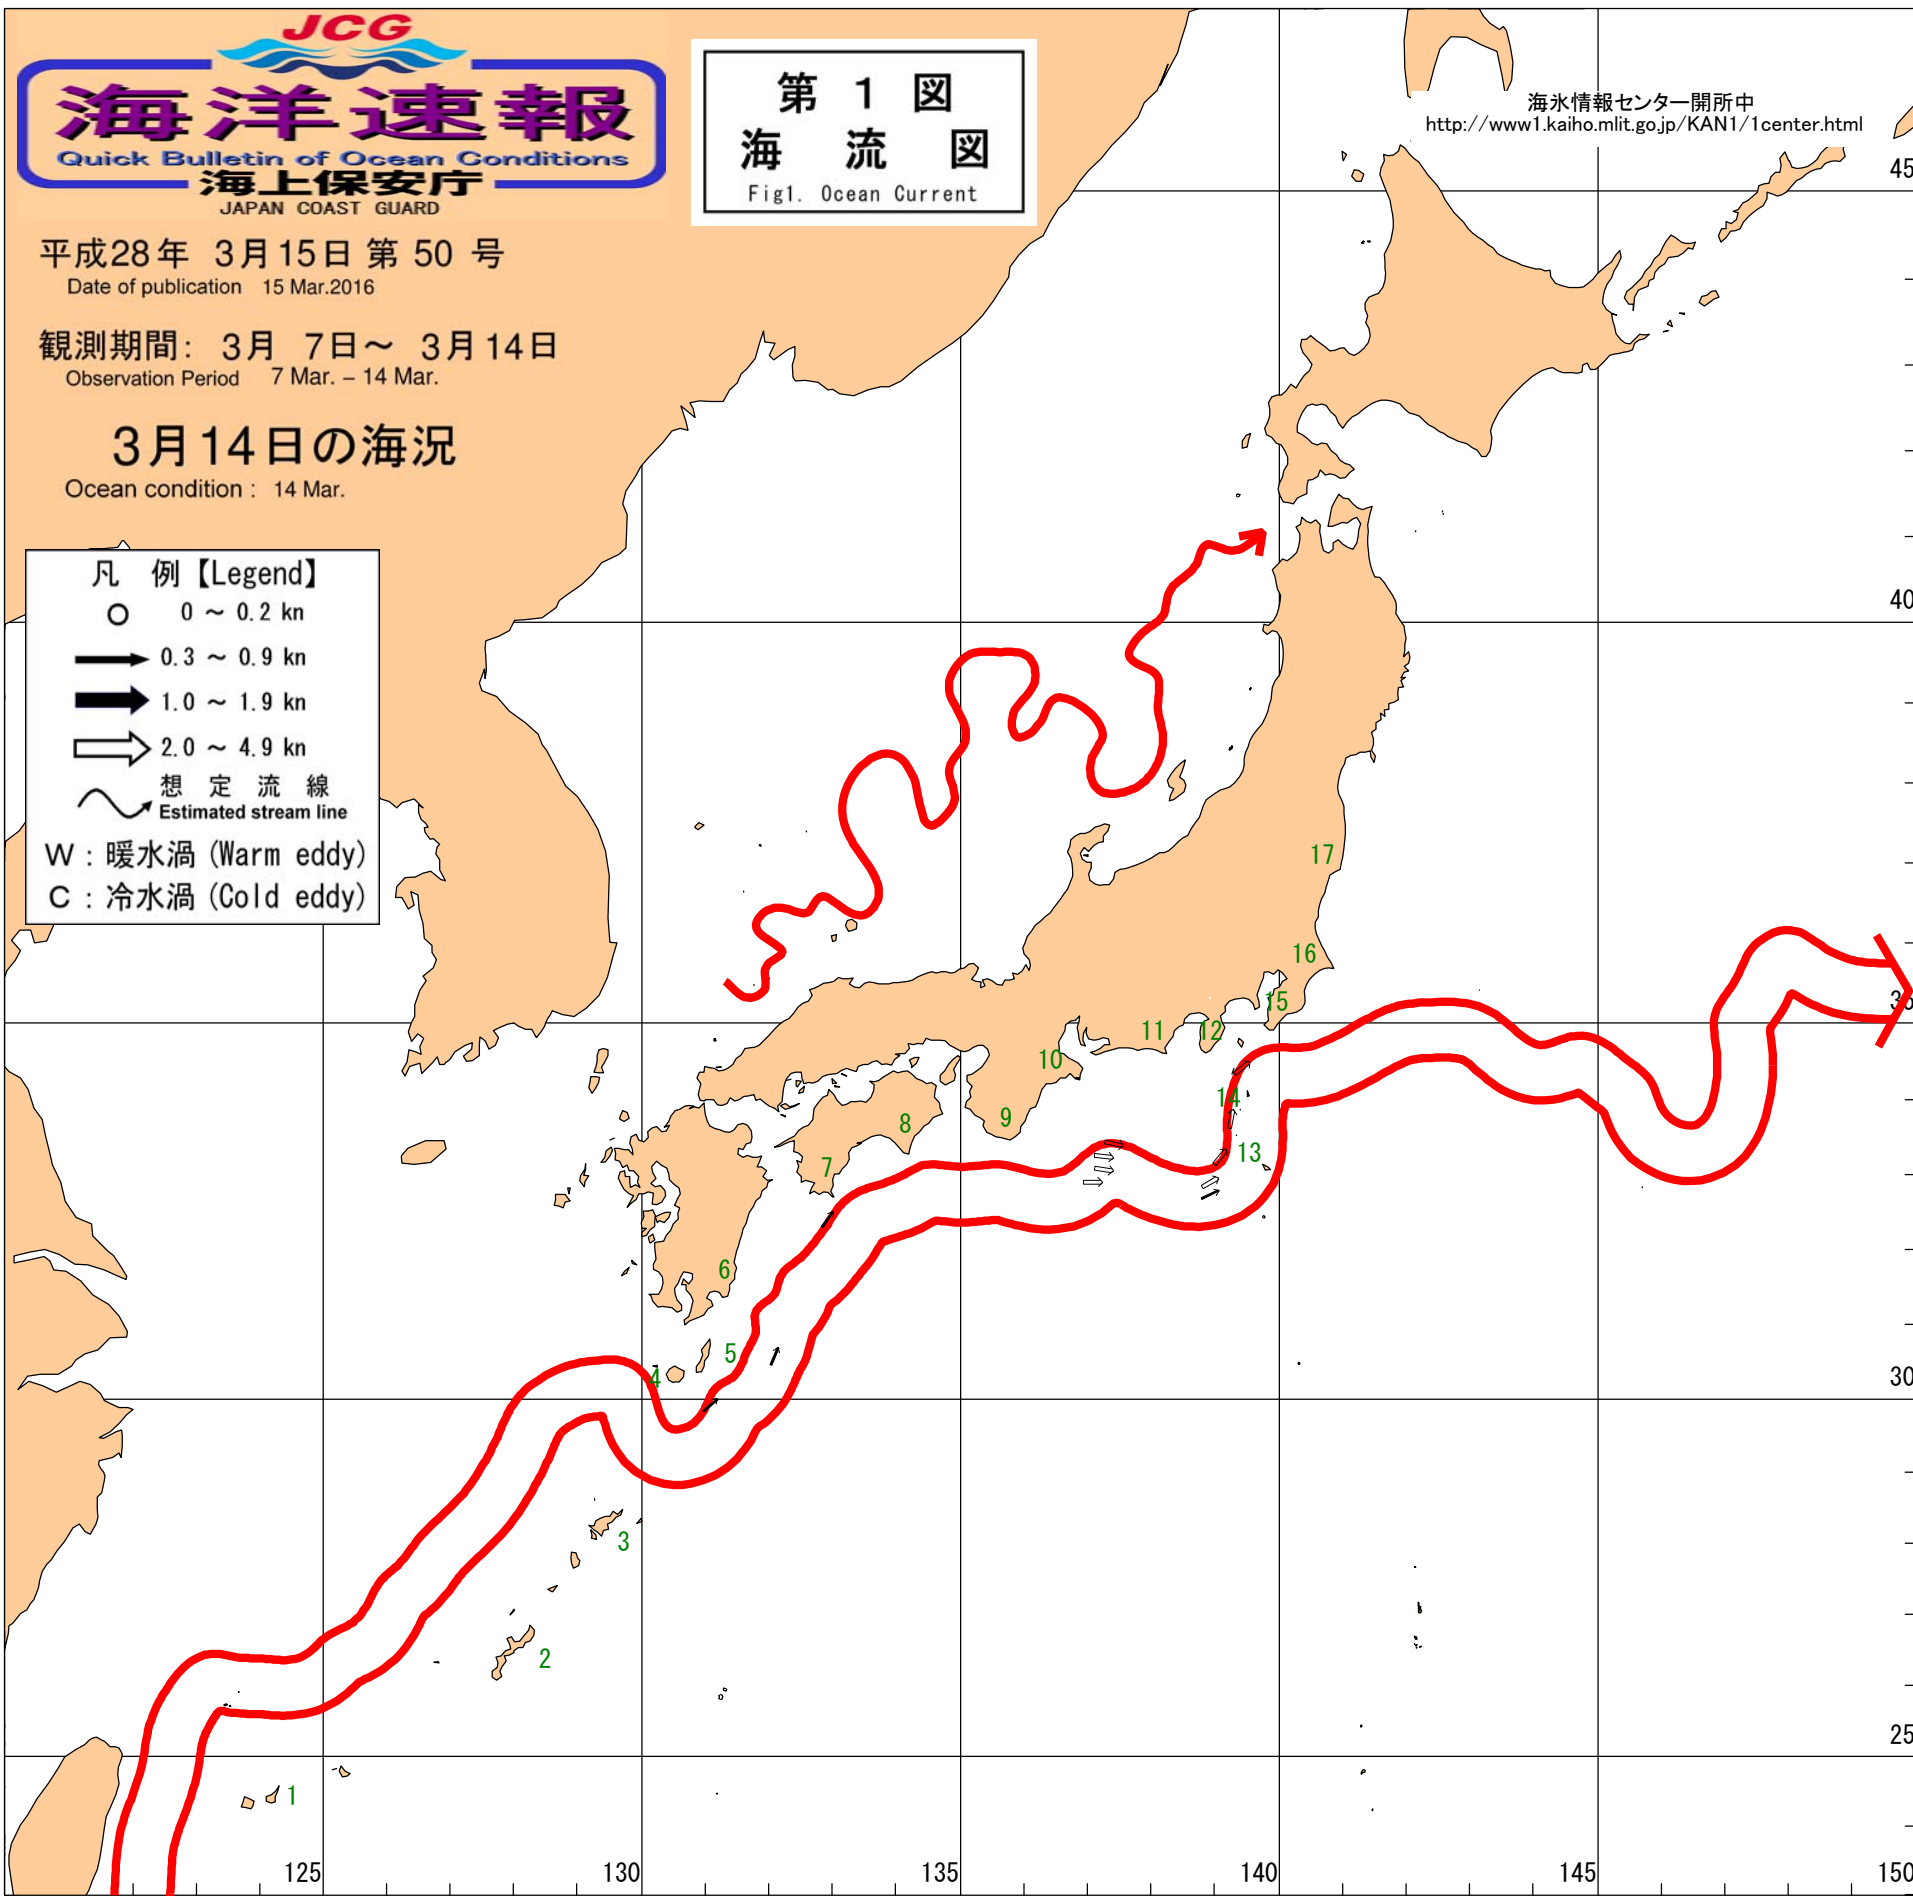 JCG
海洋速報
Quick Bulletin of Ocean Conditions
海上保安庁
JAPAN COAST GUARD
第 1 図
海 流 図
Fig1. Ocean Current
海氷情報センター開所中
http://www1.kaiho.mlit.go.jp/KAN1/1center.html
平成28年 3月15日 第 50 号
Date of publication 15 Mar.2016
観測期間: 3月 7日~ 3月14日
Observation Period 7 Mar. – 14 Mar.
3月14日の海況
Ocean condition : 14 Mar.
凡 例【Legend】
0 ~ 0.2 kn
0.3 ~ 0.9 kn
1.0 ~ 1.9 kn
2.0 ~ 4.9 kn
想 定 流 線
Estimated stream line
W : 暖水渦 (Warm eddy)
C : 冷水渦 (Cold eddy)
45
40
35
30
25
17
16
15
14
13
12
11
10
9
8
7
6
5
4
3
2
1
125
130
135
140
145
150